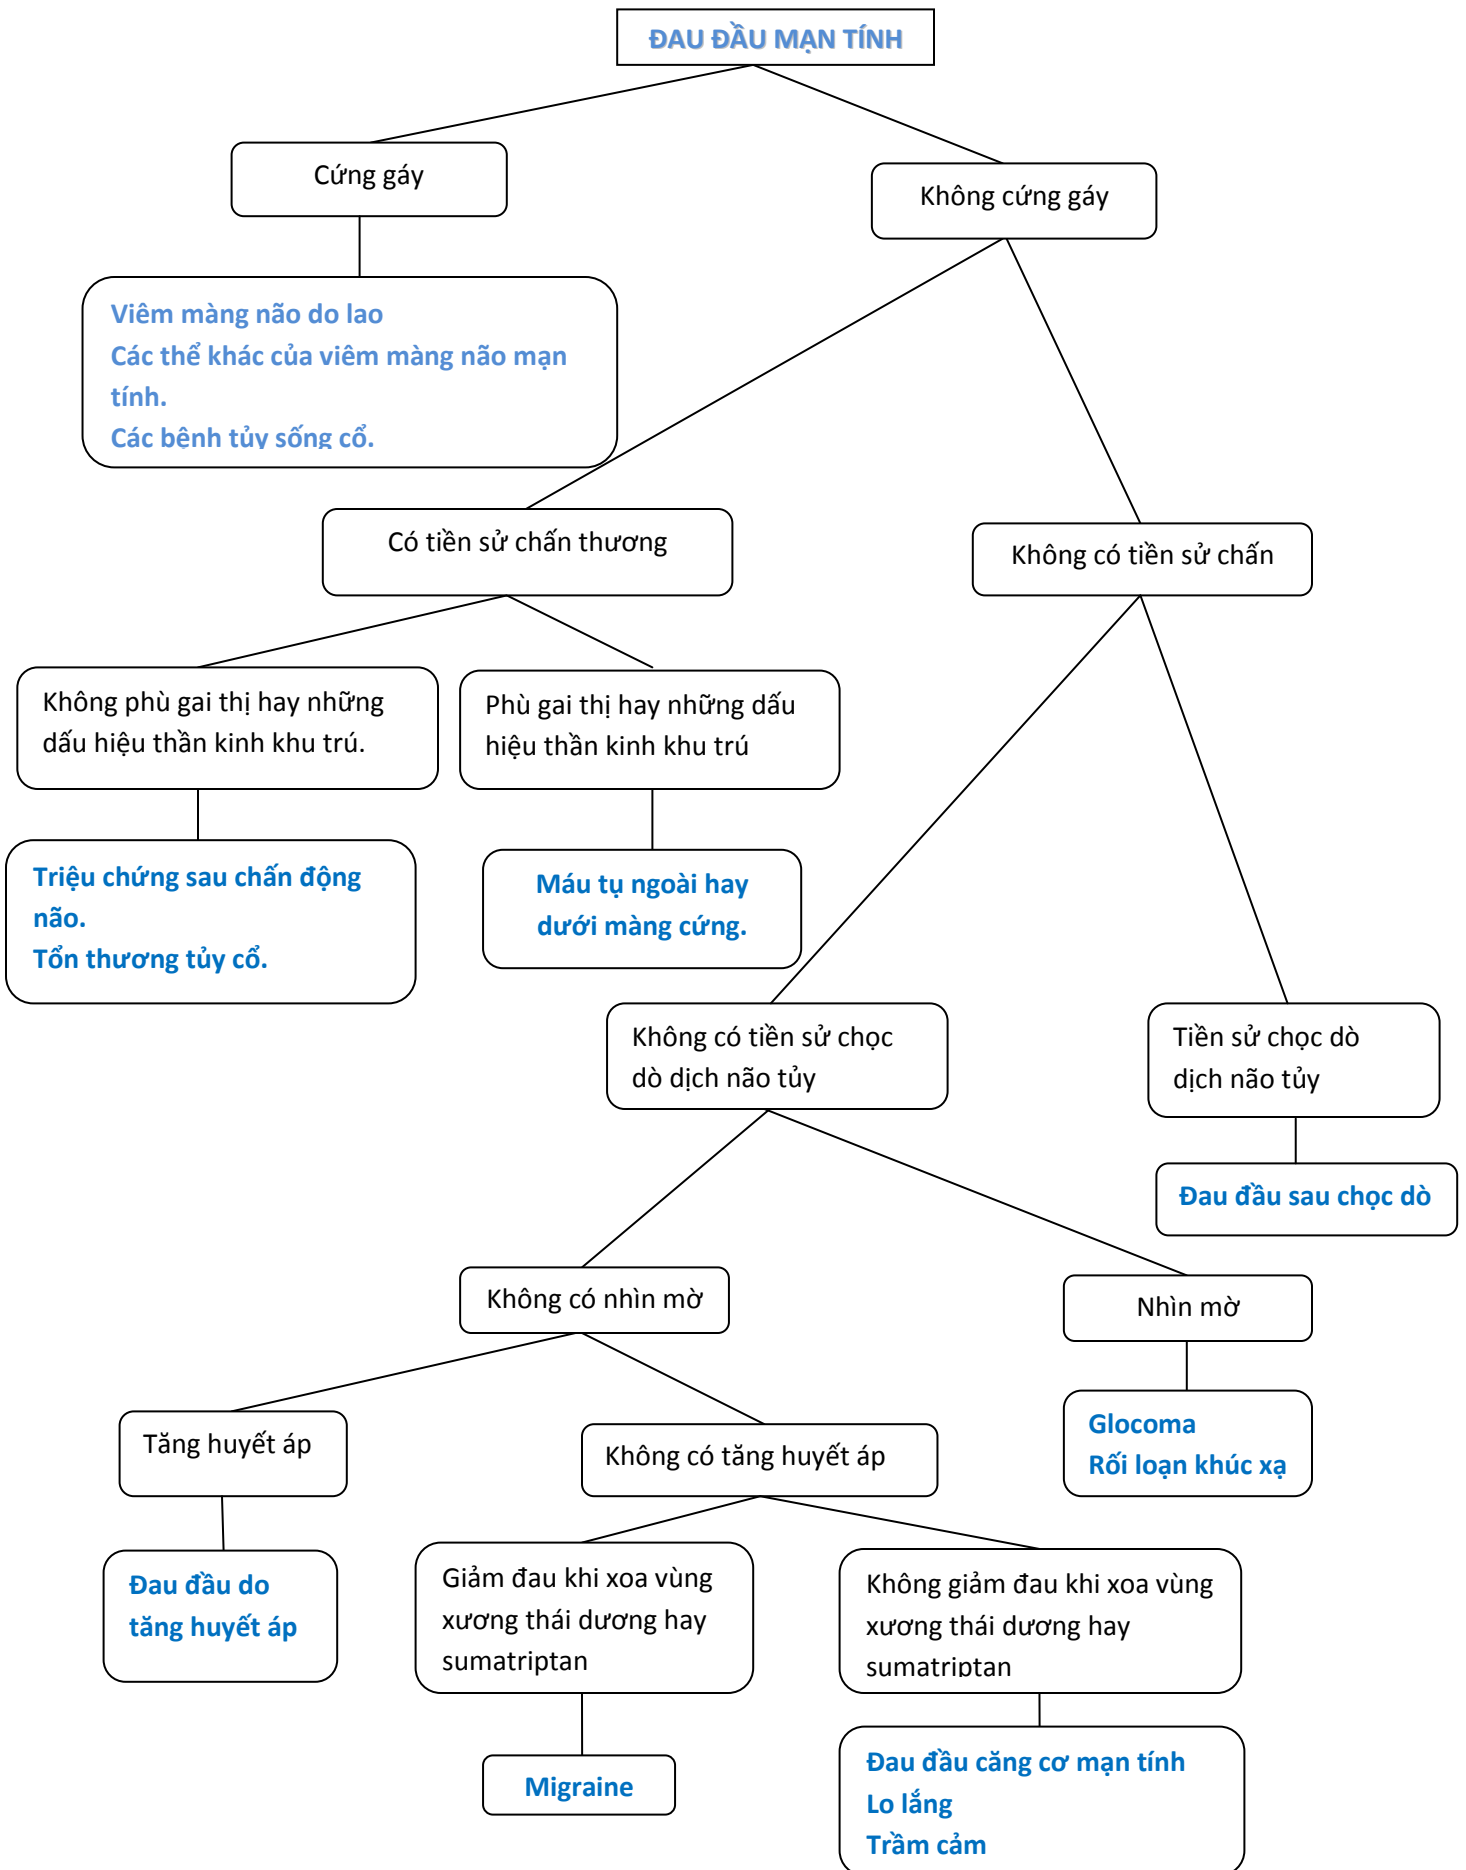 ĐAU ĐẦU MẠN TÍNH
Cứng gáy
Không cứng gáy
Viêm màng não do lao
Các thể khác của viêm màng não mạn
tính.
Các bệnh tủy sống cổ.
Có tiền sử chấn thương
Không có tiền sử chấn
Không phù gai thị hay những
dấu hiệu thần kinh khu trú.
Phù gai thị hay những dấu
hiệu thần kinh khu trú
Triệu chứng sau chấn động
não.
Tổn thương tủy cổ.
Máu tụ ngoài hay
dưới màng cứng.
Không có tiền sử chọc
dò dịch não tủy
Tiền sử chọc dò
dịch não tủy
Đau đầu sau chọc dò
Không có nhìn mờ
Nhìn mờ
Glocoma
Rối loạn khúc xạ
Tăng huyết áp
Không có tăng huyết áp
Đau đầu do
tăng huyết áp
Giảm đau khi xoa vùng
xương thái dương hay
sumatriptan
Không giảm đau khi xoa vùng
xương thái dương hay
sumatriptan
Migraine
Đau đầu căng cơ mạn tính
Lo lắng
Trầm cảm